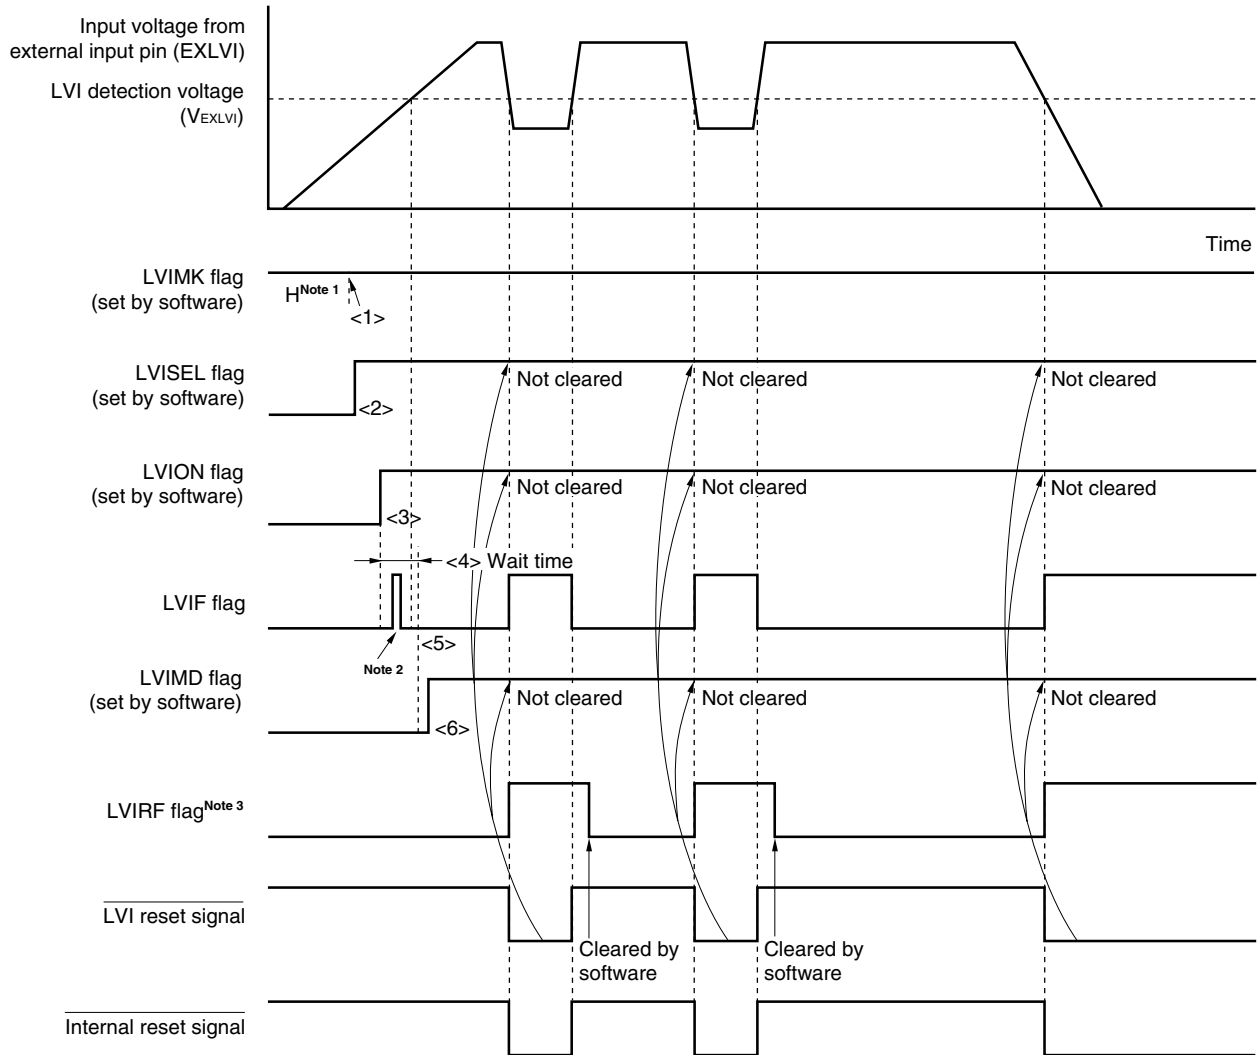 Input voltage from
external input pin (EXLVI)
LVI detection voltage
(VEXLVI)
Time
LVIMK flag
(set by software)
HNote 1
<1>
LVISEL flag
(set by software)
<2>
Not cleared
Not cleared
Not cleared
LVION flag
(set by software)
<3>
Not cleared
Not cleared
Not cleared
<4> Wait time
LVIF flag
Note 2
<5>
LVIMD flag
(set by software)
<6>
Not cleared
Not cleared
Not cleared
LVIRF flagNote 3
LVI reset signal
Cleared by
software
Cleared by
software
Internal reset signal